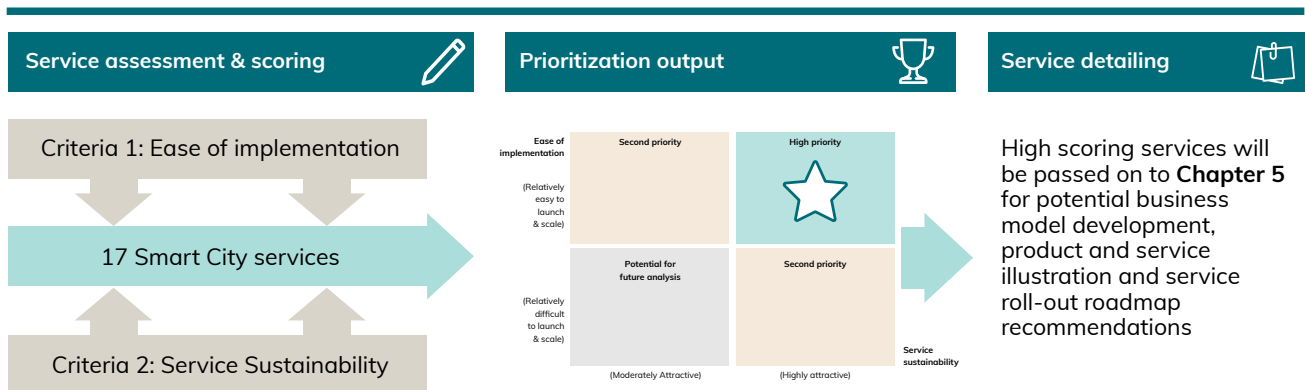 Service assessment & scoring
Criteria 1: Ease of implementation
17 Smart City services
Criteria 2: Service Sustainability
Prioritization output
Ease of
implementation
(Relatively
easy to
launch
& scale)
(Relatively
difficult
to launch
& scale)
Second priority
High priority
Potential for
future analysis
Second priority
(Moderately Attractive)
(Highly attractive)
Service
sustainability
Service detailing
High scoring services will
be passed on to Chapter 5
for potential business
model development,
product and service
illustration and service
roll-out roadmap
recommendations